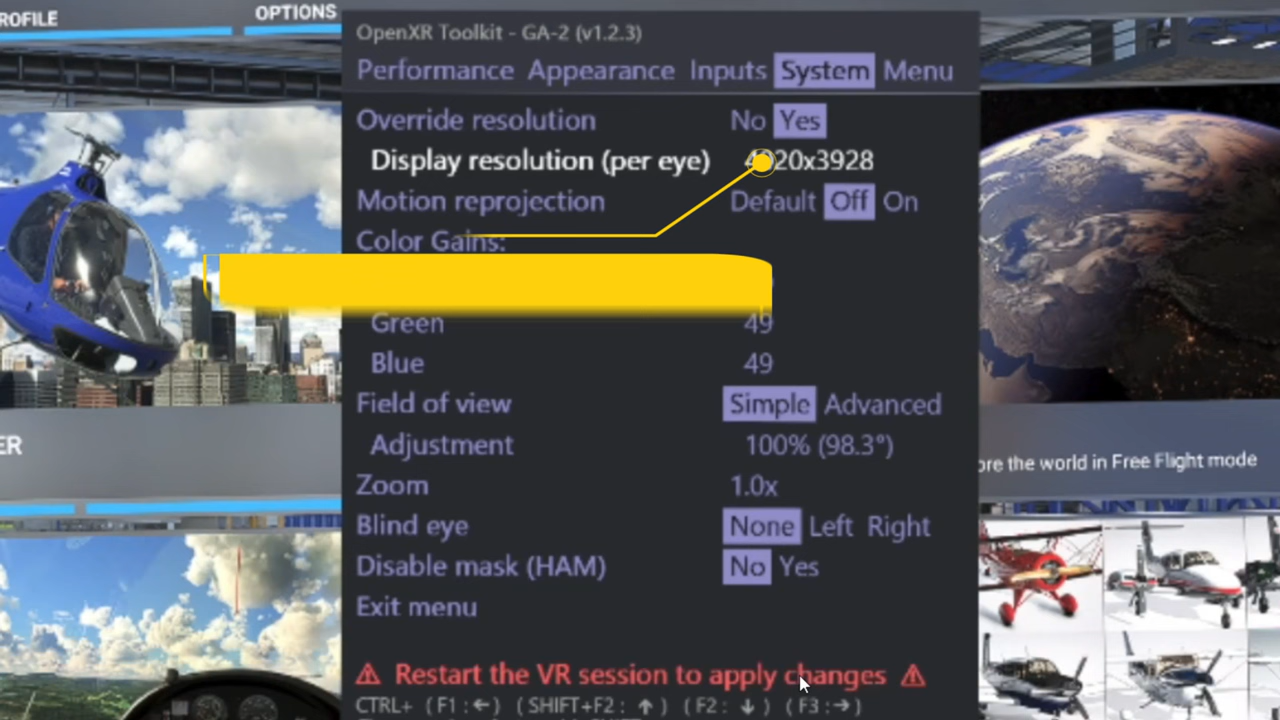 ROFILE
OPTIONS
OpenXR Toolkit - GA-2 (v1.2.3)
Performance Appearance Inputs System Menu
Override resolution No Yes
Display resolution (per eye) 20x3928
Motion reprojection Default Off On
Color Gains:
Green 49
Blue 49
Field of view Simple Advanced
Adjustment 100% (98.3°)
Zoom 1.0x
Blind eye None Left Right
Disable mask (HAM) No Yes
Exit menu
⚠ Restart the VR session to apply changes ⚠
CTRL+ (F1:←) (SHIFT+F2: ↑) (F2: ↓) (F3:→)
ER
ore the world in Free Flight mode